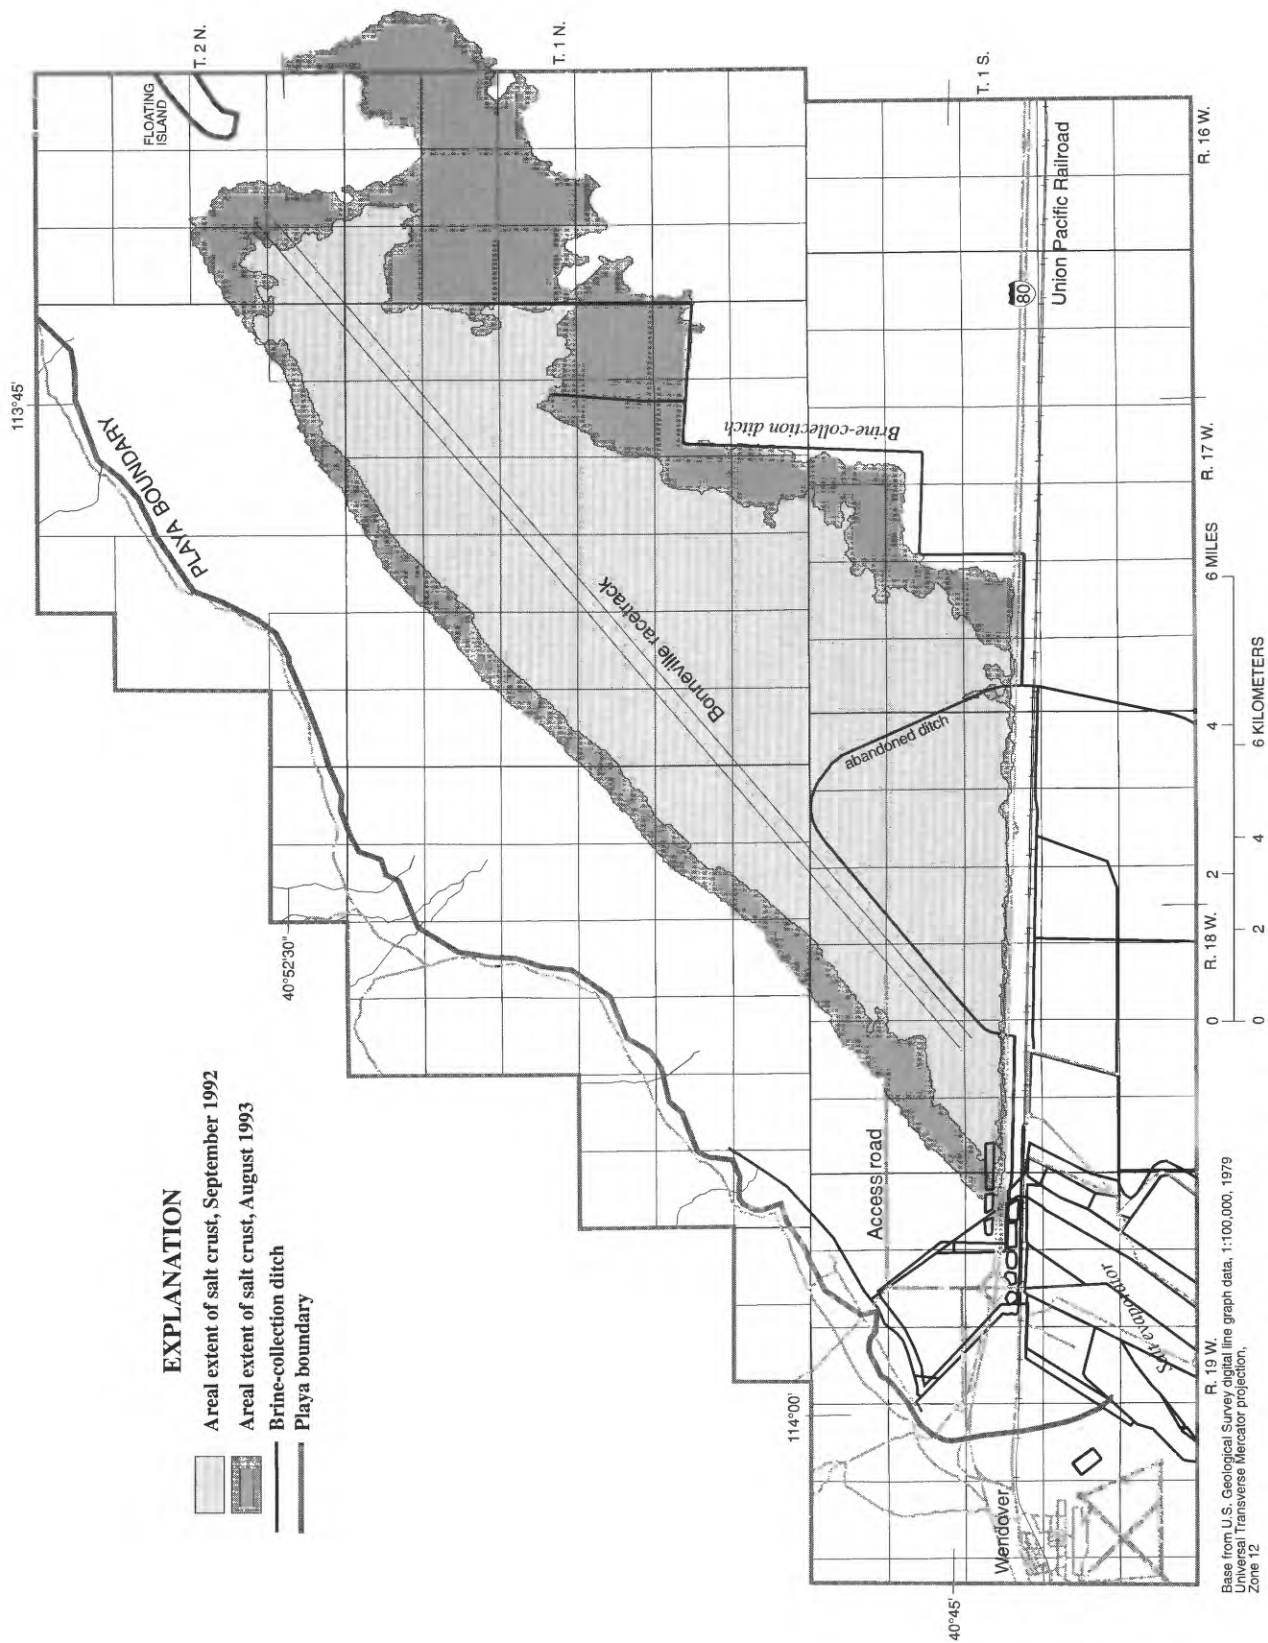 EXPLANATION
Areal extent of salt crust, September 1992
Areal extent of salt crust, August 1993
Brine-collection ditch
Playa boundary
113°45'
FLOATING
ISLAND
T. 2 N.
T. 1 N.
T. 1 S.
PLAYA BOUNDARY
40°52'30"
Bonneville racetrack
Brine-collection ditch
abandoned ditch
80
Union Pacific Railroad
Access road
114°00'
Wendover
Salt evaporator
40°45'
R. 19 W.
R. 18 W.
R. 17 W.
R. 16 W.
0 2 4 6 MILES
0 2 4 6 KILOMETERS
Base from U.S. Geological Survey digital line graph data, 1:100,000, 1979
Universal Transverse Mercator projection,
Zone 12